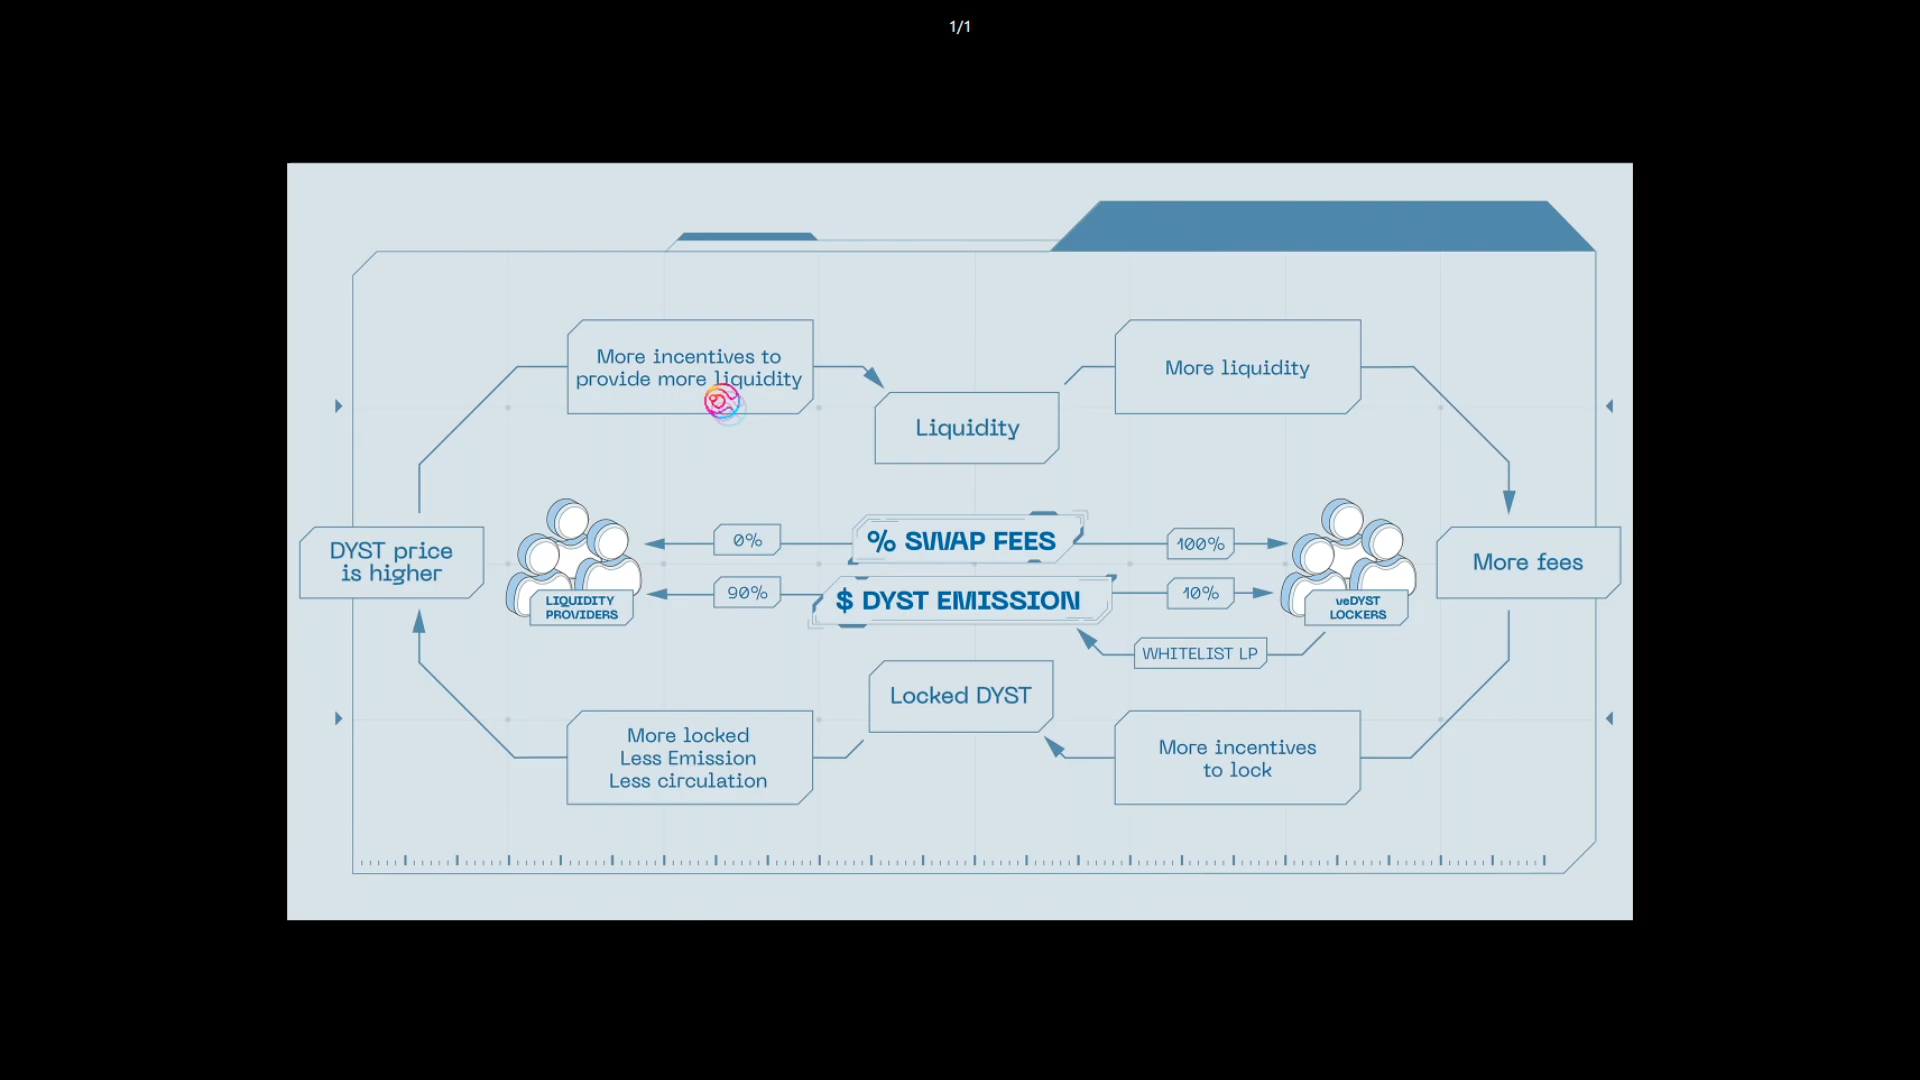 1/1
More incentives to
provide more liquidity
More liquidity
Liquidity
DYST price
is higher
LIQUIDITY
PROVIDERS
0%
90%
% SWAP FEES
$ DYST EMISSION
100%
10%
WHITELIST LP
veDYST
LOCKERS
More fees
Locked DYST
More locked
Less Emission
Less circulation
More incentives
to lock